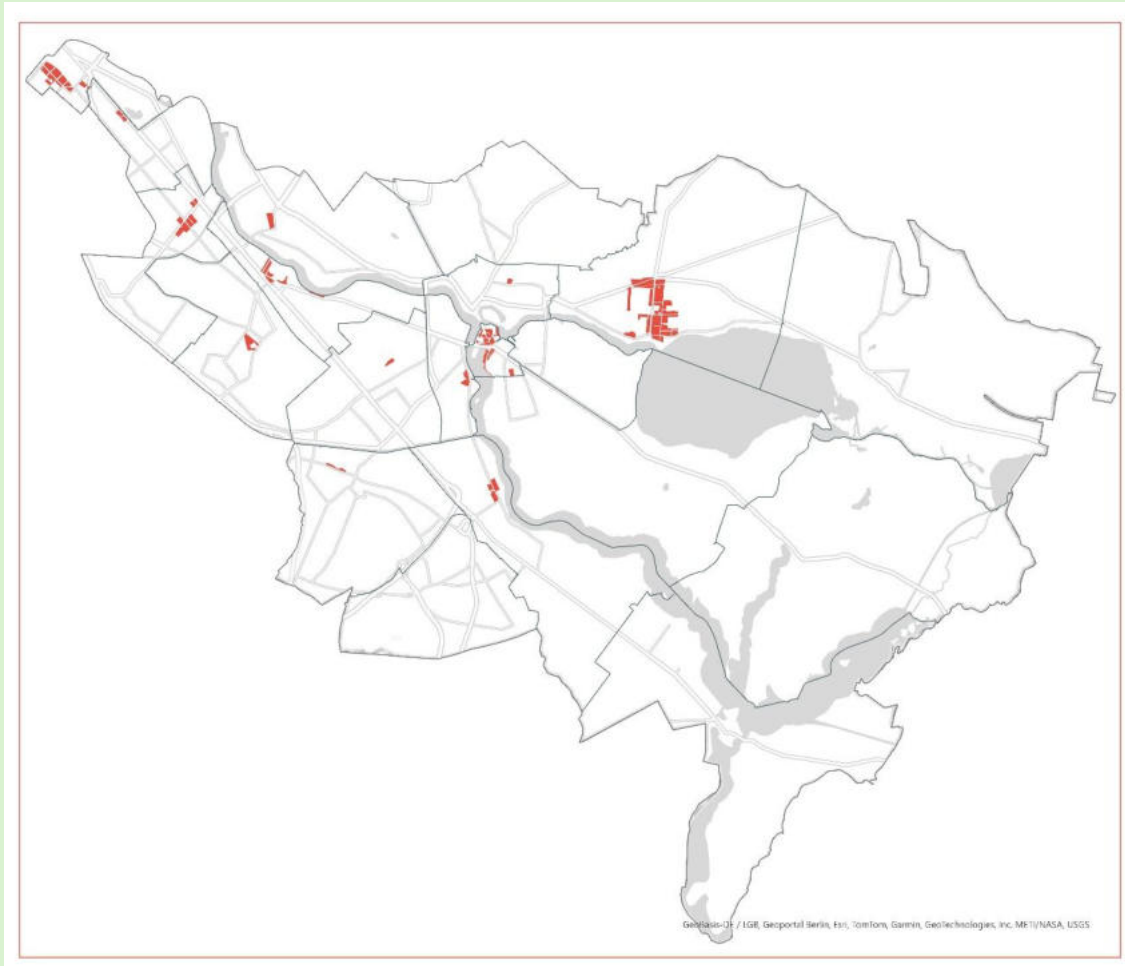 GeoBasis-DE / LGB, Geoportal Berlin, Esri, TomTom, Garmin, GeoTechnologies, Inc, METI/NASA, USGS